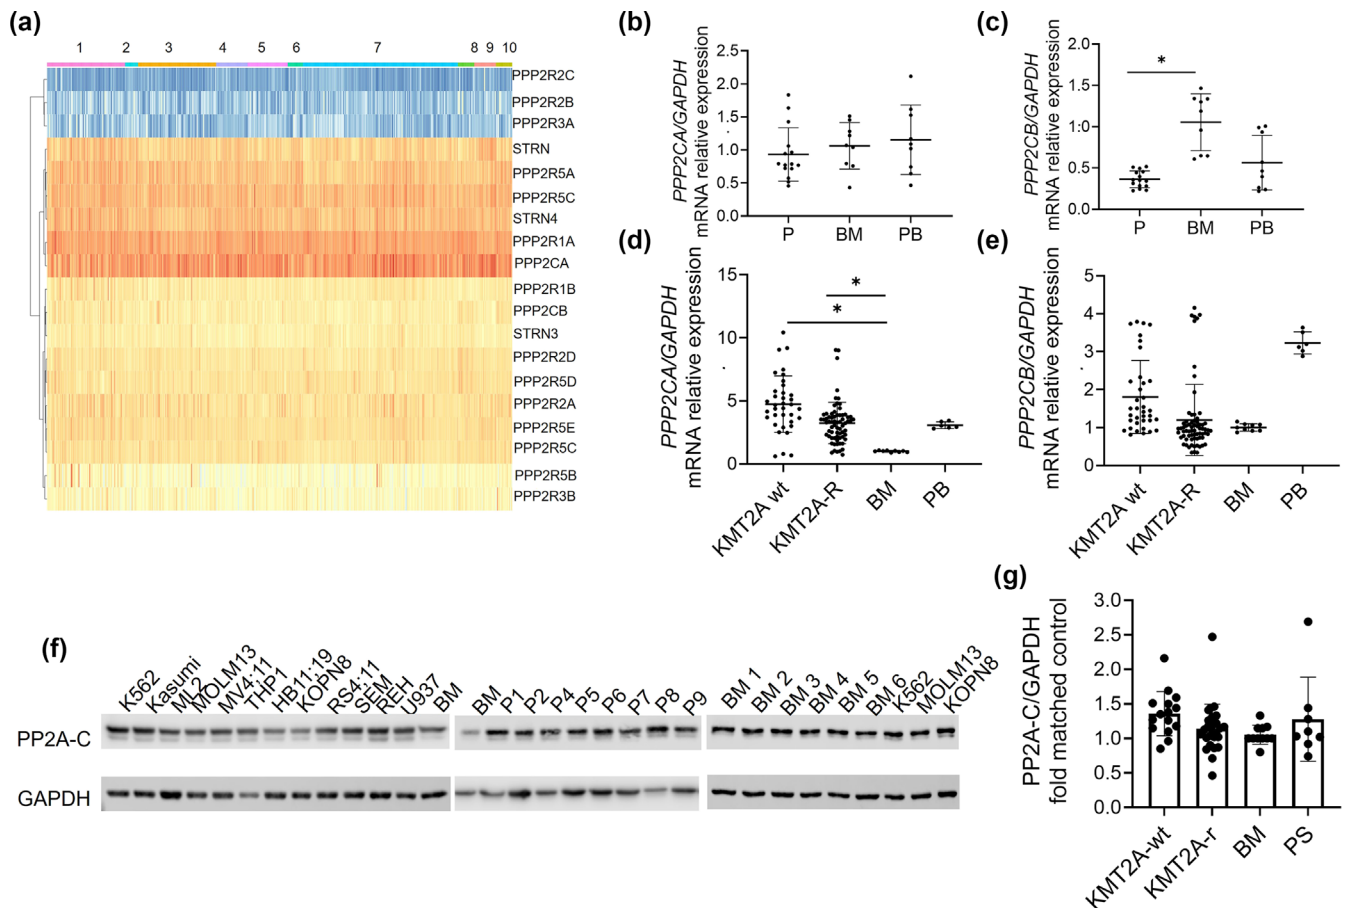 (a)
1 2 3 4 5 6 7 8 9 10
PPP2R2C
PPP2R2B
PPP2R3A
STRN
PPP2R5A
PPP2R5C
STRN4
PPP2R1A
PPP2CA
PPP2R1B
PPP2CB
STRN3
PPP2R2D
PPP2R5D
PPP2R2A
PPP2R5E
PPP2R5C
PPP2R5B
PPP2R3B
(b)
PPP2CA/GAPDH
mRNA relative expression
2.5
2.0
1.5
1.0
0.5
0.0
P BM PB
(c)
PPP2CB/GAPDH
mRNA relative expression
2.0
1.5
1.0
0.5
0.0
*
P BM PB
(d)
PPP2CA/GAPDH
mRNA relative expression
15
10
5
0
*
*
KMT2A wt KMT2A-R BM PB
(e)
PPP2CB/GAPDH
mRNA relative expression
5
4
3
2
1
0
KMT2A wt KMT2A-R BM PB
(f)
K562 Kasumi ML2 MOLM13 MV4:11 THP1 HB11:19 KOPN8 RS4:11 SEM REH U937 BM
BM P1 P2 P4 P5 P6 P7 P8 P9
BM 1 BM 2 BM 3 BM 4 BM 5 BM 6 K562 MOLM13 KOPN8
PP2A-C
GAPDH
(g)
PP2A-C/GAPDH
fold matched control
3.0
2.5
2.0
1.5
1.0
0.5
0.0
KMT2A-wt KMT2A-r BM PS